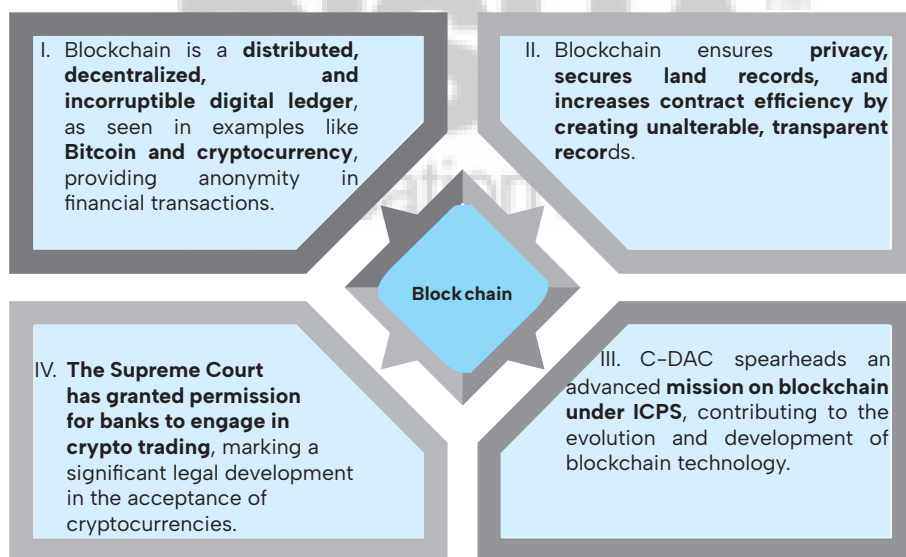 I. Blockchain is a distributed,
decentralized, and
incorruptible digital ledger,
as seen in examples like
Bitcoin and cryptocurrency,
providing anonymity in
financial transactions.
II. Blockchain ensures privacy,
secures land records, and
increases contract efficiency by
creating unalterable, transparent
records.
Blockchain
IV. The Supreme Court
has granted permission
for banks to engage in
crypto trading, marking a
significant legal development
in the acceptance of
cryptocurrencies.
III. C-DAC spearheads an
advanced mission on blockchain
under ICPS, contributing to the
evolution and development of
blockchain technology.